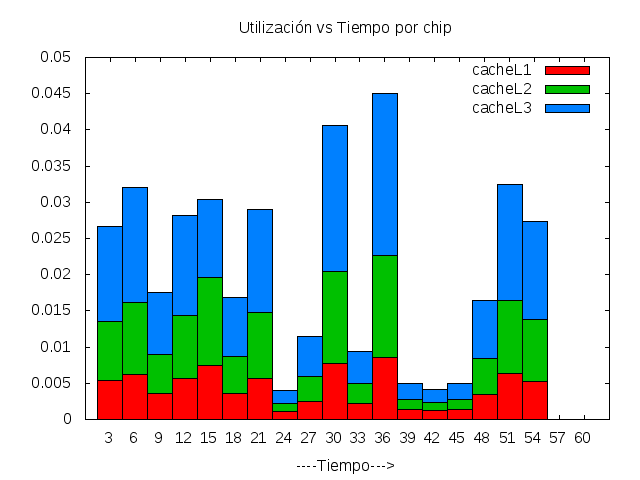 Utilización vs Tiempo por chip
0.05
0.045
0.04
0.035
0.03
0.025
0.02
0.015
0.01
0.005
0
cacheL1
cacheL2
cacheL3
3 6 9 12 15 18 21 24 27 30 33 36 39 42 45 48 51 54 57 60
----Tiempo--->